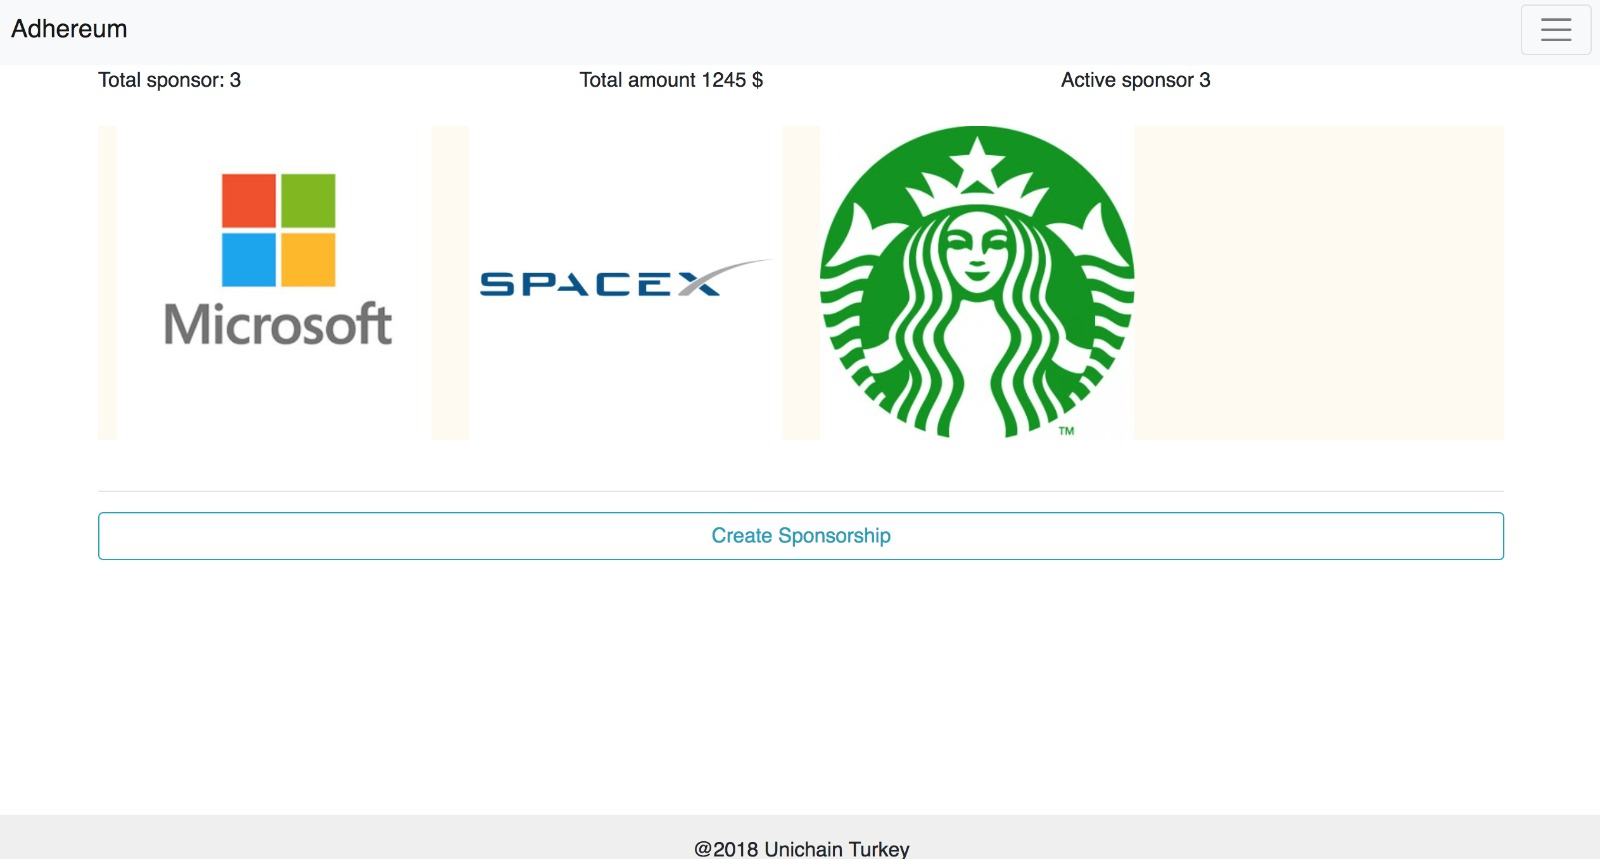 Adhereum
Total sponsor: 3
Total amount 1245 $
Active sponsor 3
Microsoft
SPACEX
TM
Create Sponsorship
@2018 Unichain Turkey